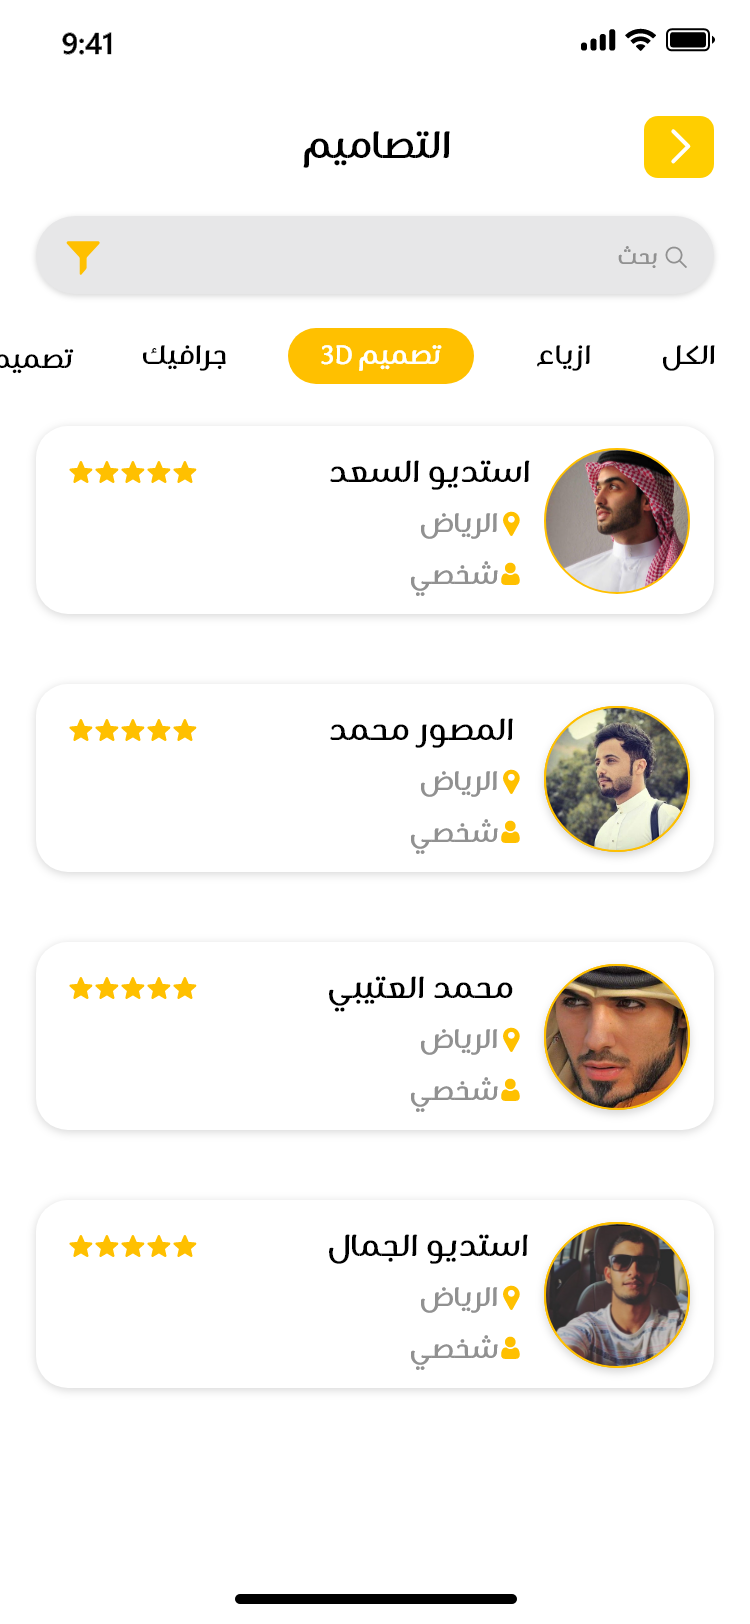 9:41
التصاميم
بحث
الكل ازياء تصميم 3D جرافيك تصميم
استديو السعد
الرياض
شخصي
المصور محمد
الرياض
شخصي
محمد العتيبي
الرياض
شخصي
استديو الجمال
الرياض
شخصي